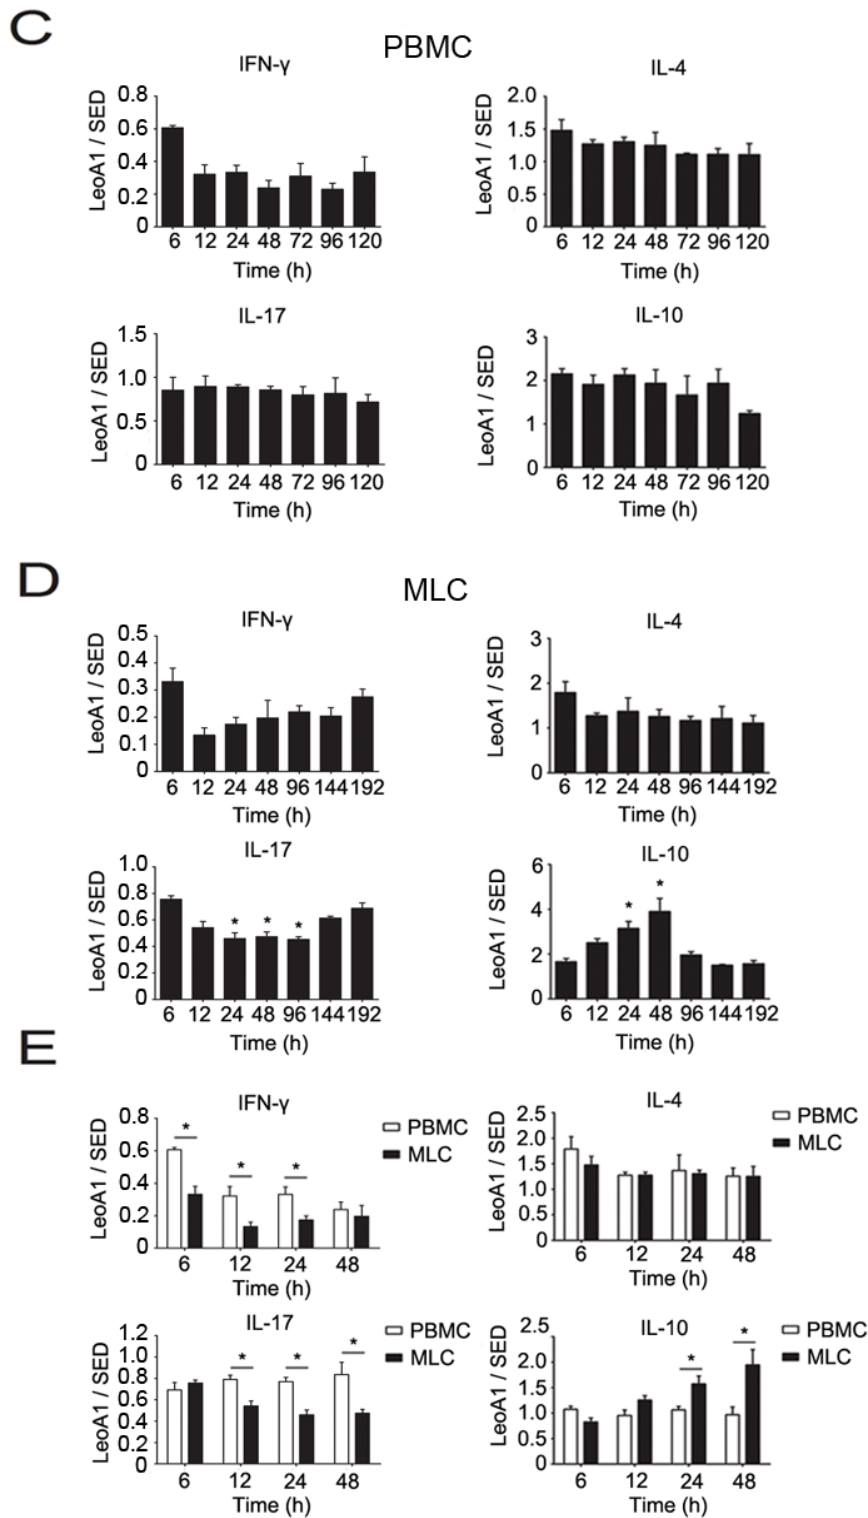 C
PBMC
IFN-γ
LeoA1 / SED
0.8
0.6
0.4
0.2
0
6 12 24 48 72 96 120
Time (h)
IL-4
LeoA1 / SED
2.0
1.5
1.0
0.5
0
6 12 24 48 72 96 120
Time (h)
IL-17
LeoA1 / SED
1.5
1.0
0.5
0
6 12 24 48 72 96 120
Time (h)
IL-10
LeoA1 / SED
3
2
1
0
6 12 24 48 72 96 120
Time (h)
D
MLC
IFN-γ
LeoA1 / SED
0.5
0.4
0.3
0.2
0.1
0
6 12 24 48 96 144 192
Time (h)
IL-4
LeoA1 / SED
3
2
1
0
6 12 24 48 96 144 192
Time (h)
IL-17
LeoA1 / SED
1.0
0.8
0.6
0.4
0.2
0
* * *
6 12 24 48 96 144 192
Time (h)
IL-10
LeoA1 / SED
6
4
2
0
* *
6 12 24 48 96 144 192
Time (h)
E
IFN-γ
LeoA1 / SED
0.8
0.6
0.4
0.2
0
* * *
PBMC
MLC
6 12 24 48
Time (h)
IL-4
LeoA1 / SED
2.5
2.0
1.5
1.0
0.5
0
PBMC
MLC
6 12 24 48
Time (h)
IL-17
LeoA1 / SED
1.2
1.0
0.8
0.6
0.4
0.2
0
* * *
PBMC
MLC
6 12 24 48
Time (h)
IL-10
LeoA1 / SED
2.5
2.0
1.5
1.0
0.5
0
* *
PBMC
MLC
6 12 24 48
Time (h)